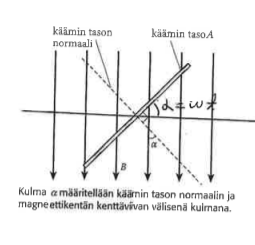 käämin tason
normaali
käämin taso A
α = ωt
α
B
Kulma α määritellään käämin tason normaalin ja
magneettikentän kenttäviivan välisenä kulmana.